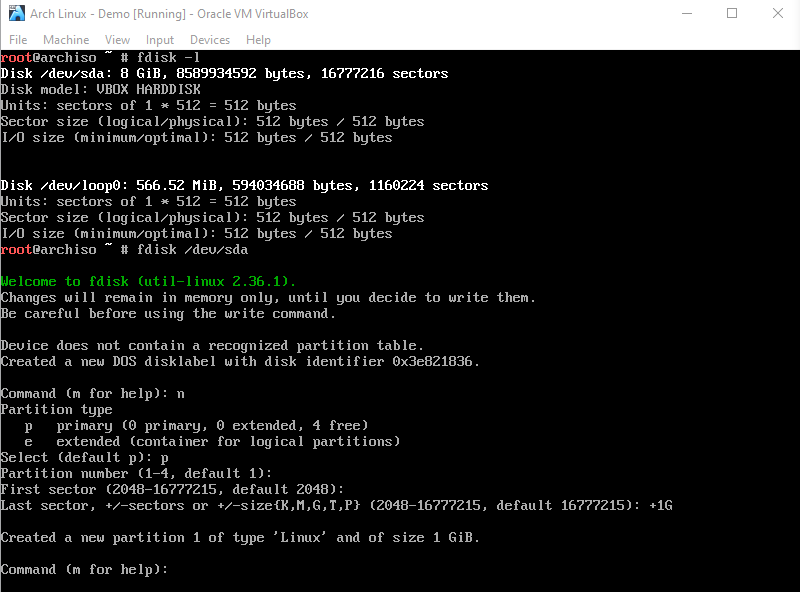 Arch Linux - Demo [Running] - Oracle VM VirtualBox
File Machine View Input Devices Help
root@archiso ~ # fdisk -l
Disk /dev/sda: 8 GiB, 8589934592 bytes, 16777216 sectors
Disk model: VBOX HARDDISK
Units: sectors of 1 * 512 = 512 bytes
Sector size (logical/physical): 512 bytes / 512 bytes
I/O size (minimum/optimal): 512 bytes / 512 bytes
Disk /dev/loop0: 566.52 MiB, 594034688 bytes, 1160224 sectors
Units: sectors of 1 * 512 = 512 bytes
Sector size (logical/physical): 512 bytes / 512 bytes
I/O size (minimum/optimal): 512 bytes / 512 bytes
root@archiso ~ # fdisk /dev/sda
Welcome to fdisk (util-linux 2.36.1).
Changes will remain in memory only, until you decide to write them.
Be careful before using the write command.
Device does not contain a recognized partition table.
Created a new DOS disklabel with disk identifier 0x3e821836.
Command (m for help): n
Partition type
p   primary (0 primary, 0 extended, 4 free)
e   extended (container for logical partitions)
Select (default p): p
Partition number (1-4, default 1):
First sector (2048-16777215, default 2048):
Last sector, +/-sectors or +/-size{K,M,G,T,P} (2048-16777215, default 16777215): +1G
Created a new partition 1 of type 'Linux' and of size 1 GiB.
Command (m for help):